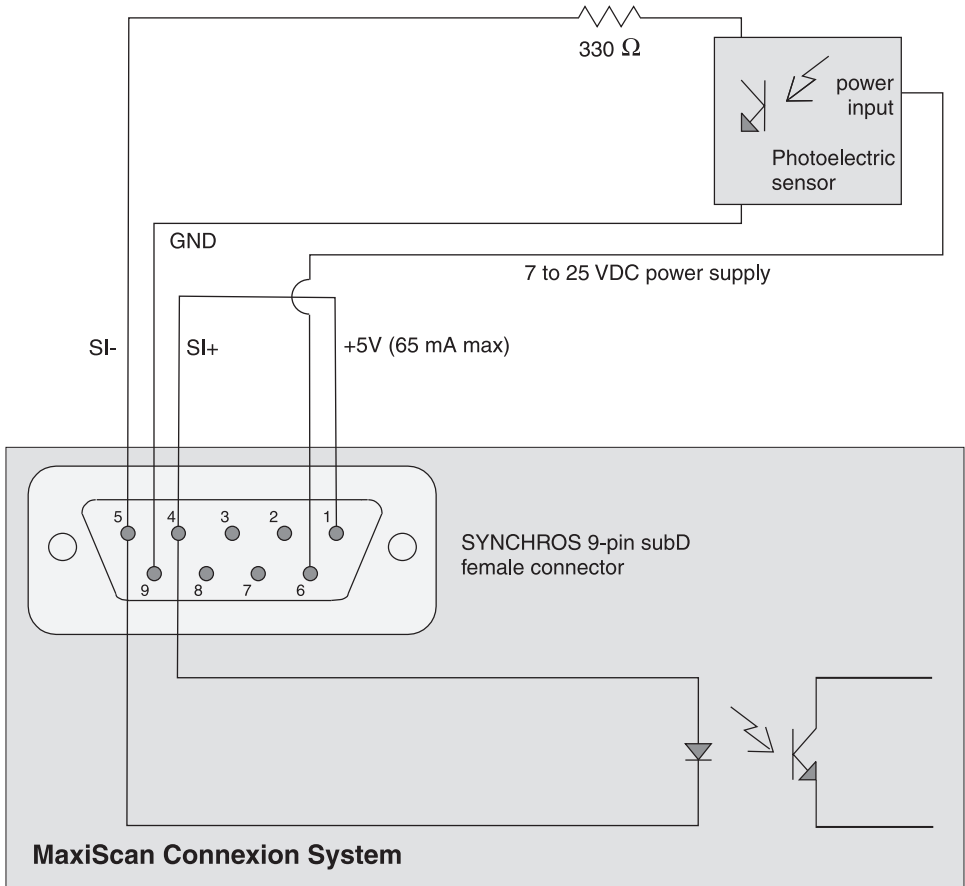 330 Ω
power
input
Photoelectric
sensor
GND
7 to 25 VDC power supply
SI-
SI+
+5V (65 mA max)
5 4 3 2 1
9 8 7 6
SYNCHROS 9-pin subD
female connector
MaxiScan Connexion System